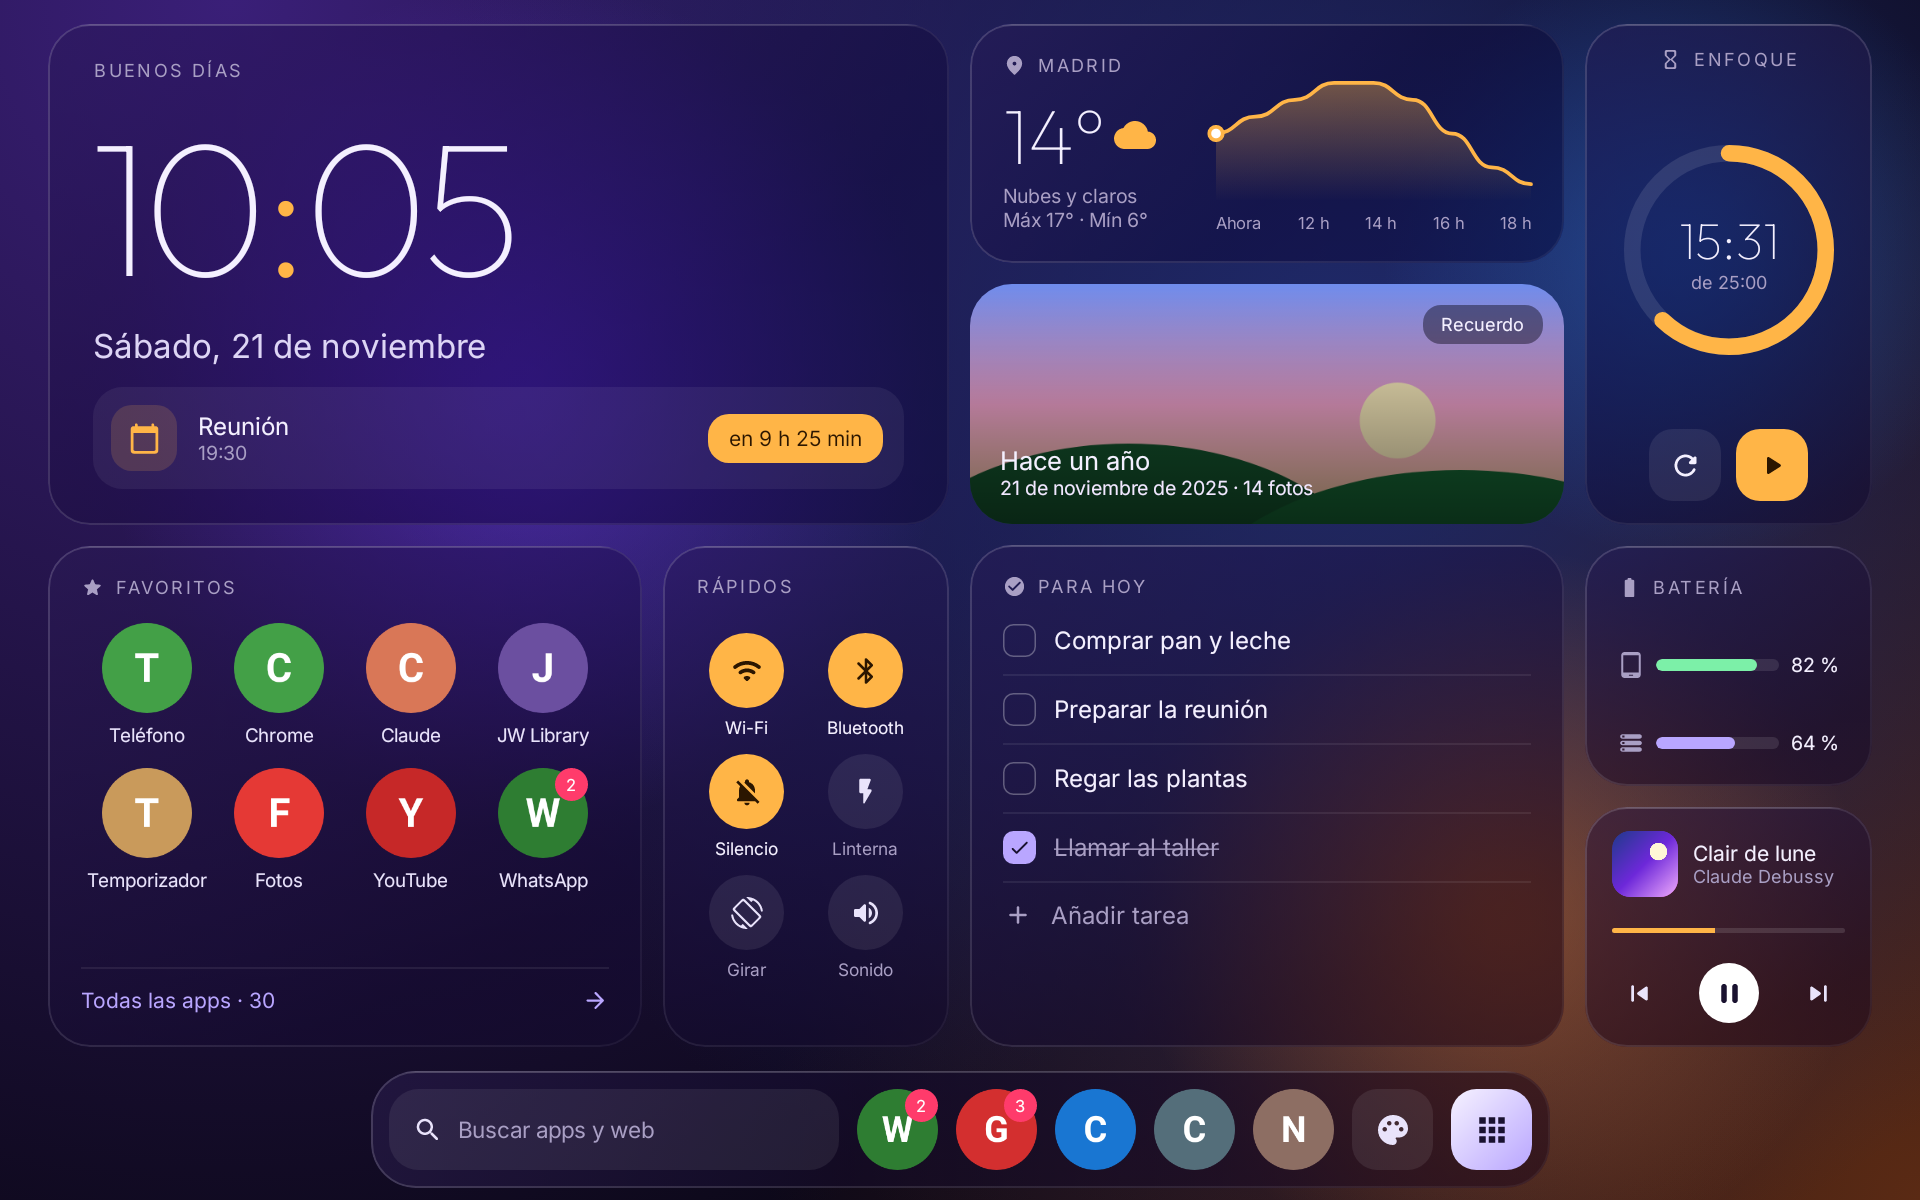 BUENOS DÍAS
10:05
Sábado, 21 de noviembre
Reunión
19:30
en 9 h 25 min
MADRID
14°
Nubes y claros
Máx 17° · Mín 6°
Ahora 12 h 14 h 16 h 18 h
Recuerdo
Hace un año
21 de noviembre de 2025 · 14 fotos
ENFOQUE
15:31
de 25:00
FAVORITOS
T C C J
Teléfono Chrome Claude JW Library
T F Y W 2
Temporizador Fotos YouTube WhatsApp
Todas las apps · 30
RÁPIDOS
Wi-Fi Bluetooth
Silencio Linterna
Girar Sonido
PARA HOY
Comprar pan y leche
Preparar la reunión
Regar las plantas
Llamar al taller
Añadir tarea
BATERÍA
82 %
64 %
Clair de lune
Claude Debussy
Buscar apps y web
W 2 G 3 C C N